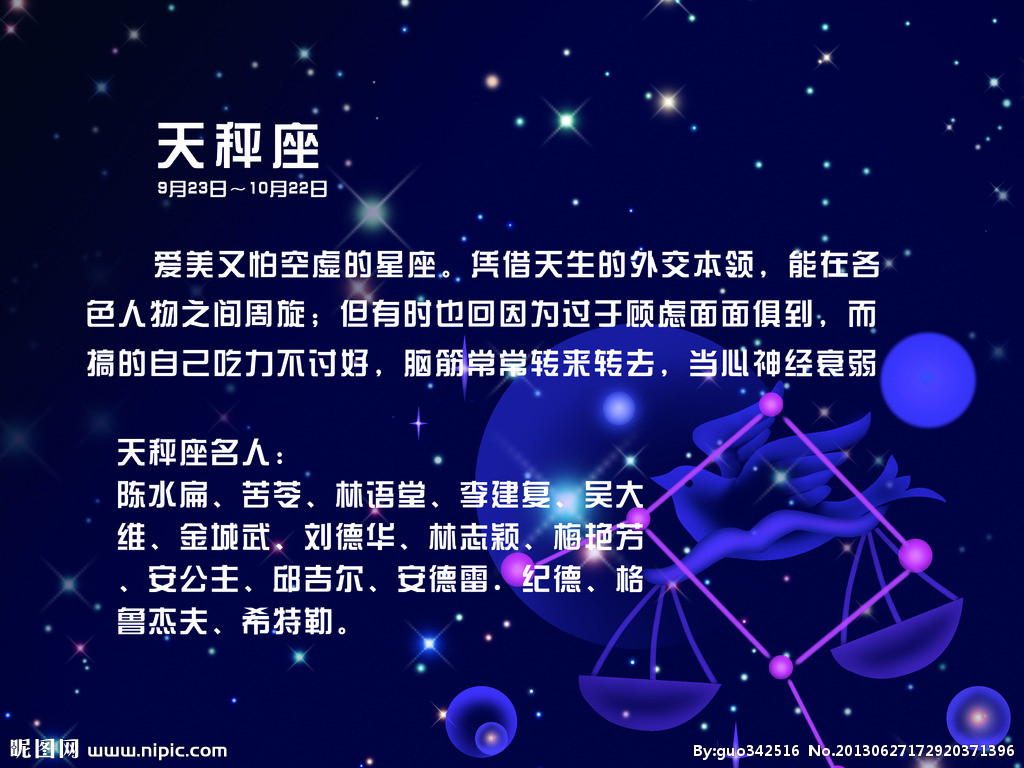 天秤座
9月23日～10月22日
爱美又怕空虚的星座。凭借天生的外交本领，能在各
色人物之间周旋；但有时也回因为过于顾虑面面俱到，而
搞的自己吃力不讨好，脑筋常常转来转去，当心神经衰弱
天秤座名人：
陈水扁、苦苓、林语堂、李建复、吴大
维、金城武、刘德华、林志颖、梅艳芳
、安公主、邱吉尔、安德雷．纪德、格
鲁杰夫、希特勒。
昵图网 www.nipic.com
By:guo342516 No.20130627172920371396